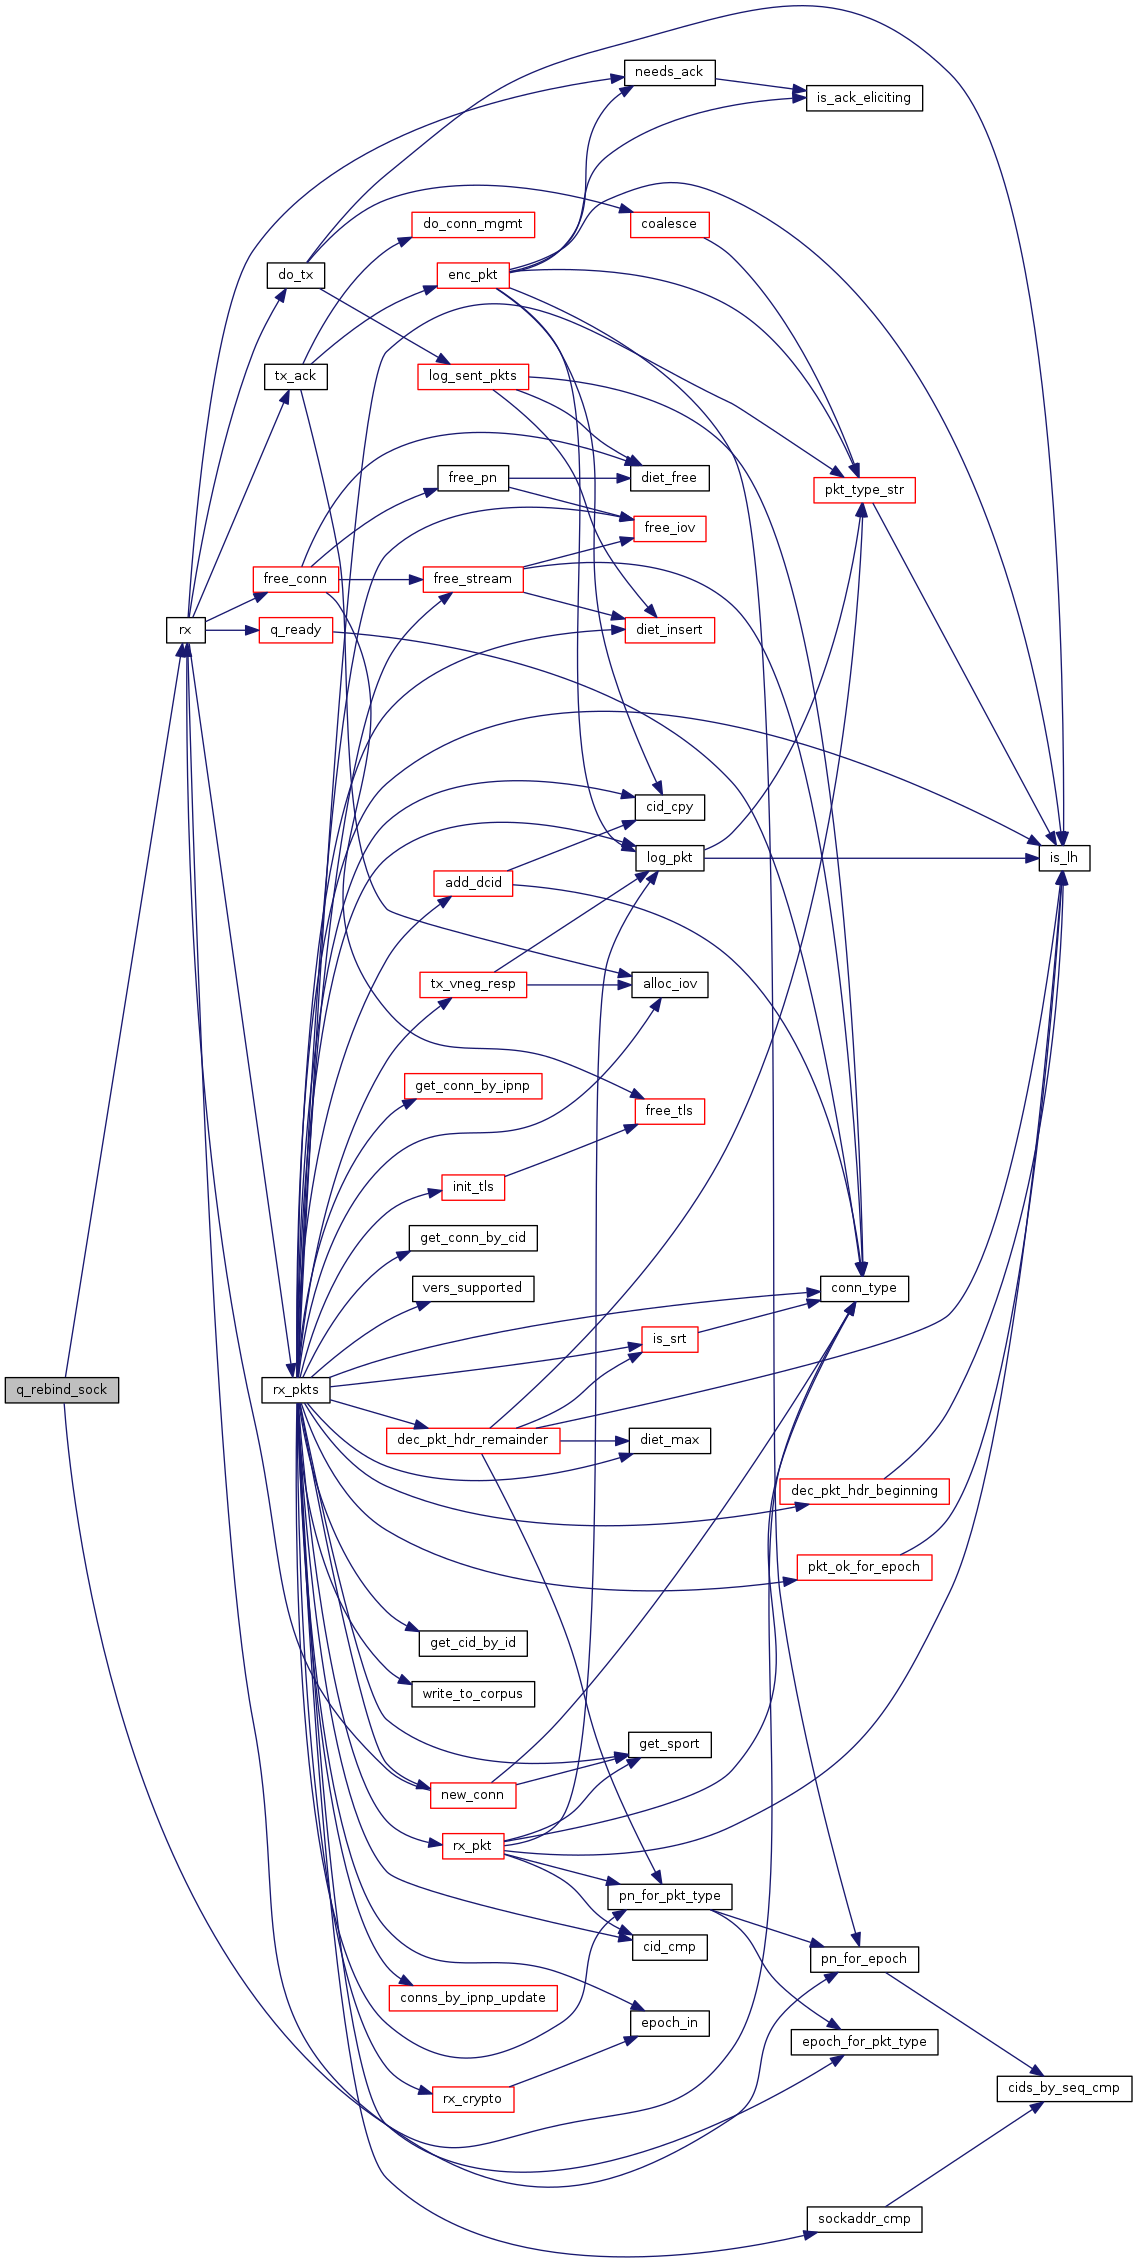 needs_ack
is_ack_eliciting
do_conn_mgmt
coalesce
do_tx
enc_pkt
tx_ack
log_sent_pkts
free_pn
diet_free
pkt_type_str
free_iov
free_conn
free_stream
rx
q_ready
diet_insert
cid_cpy
log_pkt
is_lh
add_dcid
tx_vneg_resp
alloc_iov
get_conn_by_ipnp
free_tls
init_tls
get_conn_by_cid
vers_supported
conn_type
is_srt
q_rebind_sock
rx_pkts
dec_pkt_hdr_remainder
diet_max
dec_pkt_hdr_beginning
pkt_ok_for_epoch
get_cid_by_id
write_to_corpus
get_sport
new_conn
rx_pkt
pn_for_pkt_type
cid_cmp
pn_for_epoch
conns_by_ipnp_update
epoch_in
epoch_for_pkt_type
rx_crypto
cids_by_seq_cmp
sockaddr_cmp